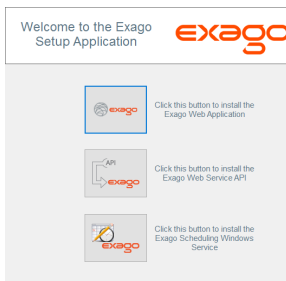 Welcome to the Exago
Setup Application
exago
exago
Click this button to install the
Exago Web Application
API
exago
Click this button to install the
Exago Web Service API
exago
Click this button to install the
Exago Scheduling Windows
Service